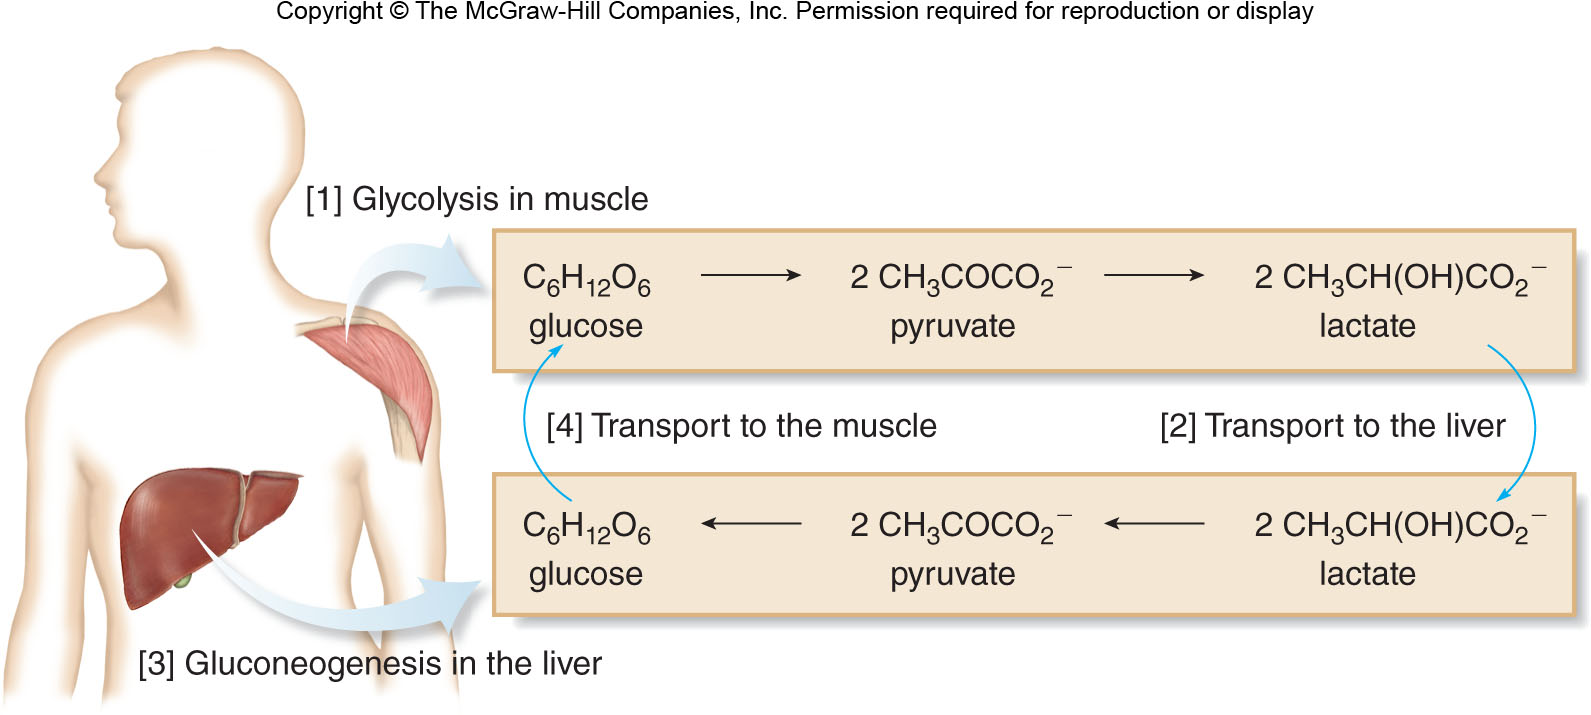 Copyright © The McGraw-Hill Companies, Inc. Permission required for reproduction or display
[1] Glycolysis in muscle
C₆H₁₂O₆ → 2 CH₃COCO₂⁻ → 2 CH₃CH(OH)CO₂⁻
glucose pyruvate lactate
[4] Transport to the muscle [2] Transport to the liver
C₆H₁₂O₆ ← 2 CH₃COCO₂⁻ ← 2 CH₃CH(OH)CO₂⁻
glucose pyruvate lactate
[3] Gluconeogenesis in the liver